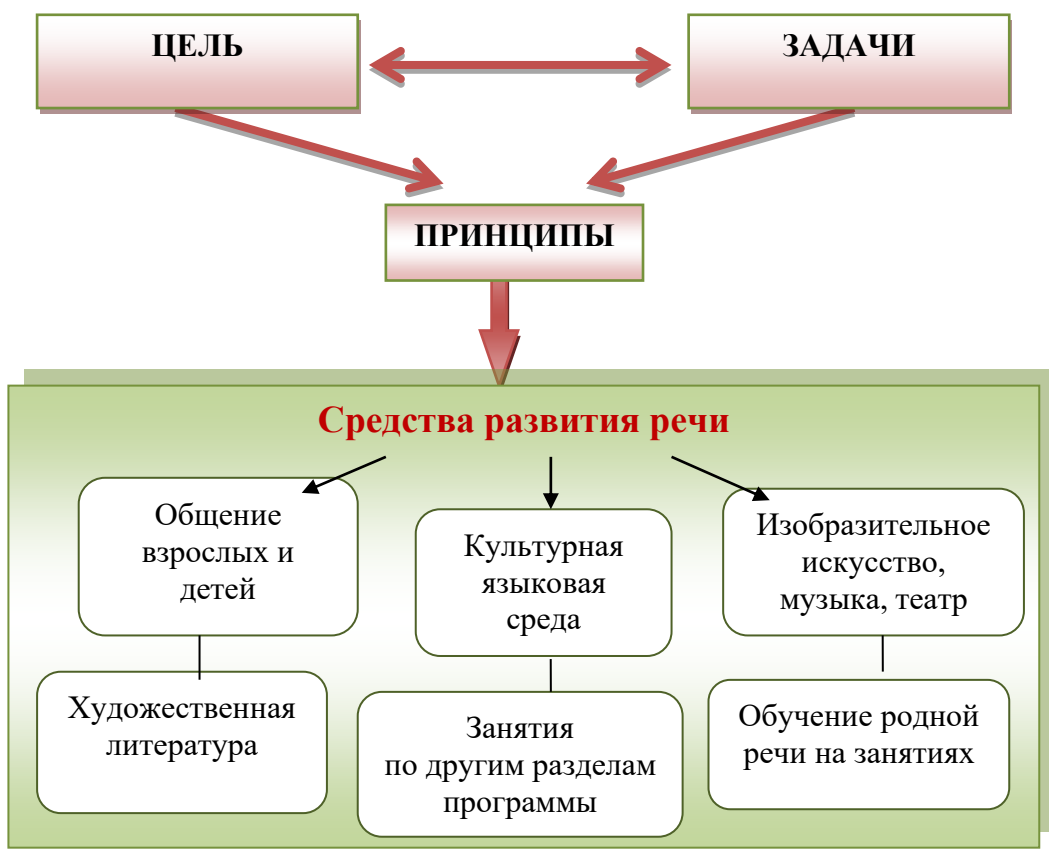 ЦЕЛЬ
ЗАДАЧИ
ПРИНЦИПЫ
Средства развития речи
Общение
взрослых и
детей
Культурная
языковая
среда
Изобразительное
искусство,
музыка, театр
Художественная
литература
Занятия
по другим разделам
программы
Обучение родной
речи на занятиях